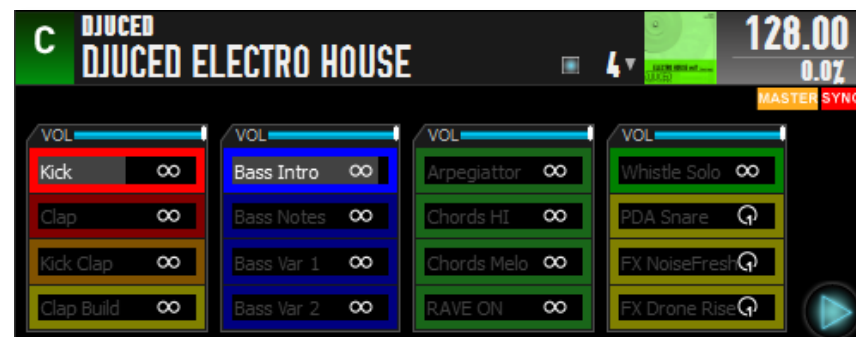 C
DJUCED
DJUCED ELECTRO HOUSE
4
128.00
0.0%
MASTER SYNC
VOL VOL VOL VOL
Kick Bass Intro Arpegiattor Whistle Solo
Clap Bass Notes Chords HI PDA Snare
Kick Clap Bass Var 1 Chords Melo FX NoiseFresh
Clap Build Bass Var 2 RAVE ON FX Drone Rise